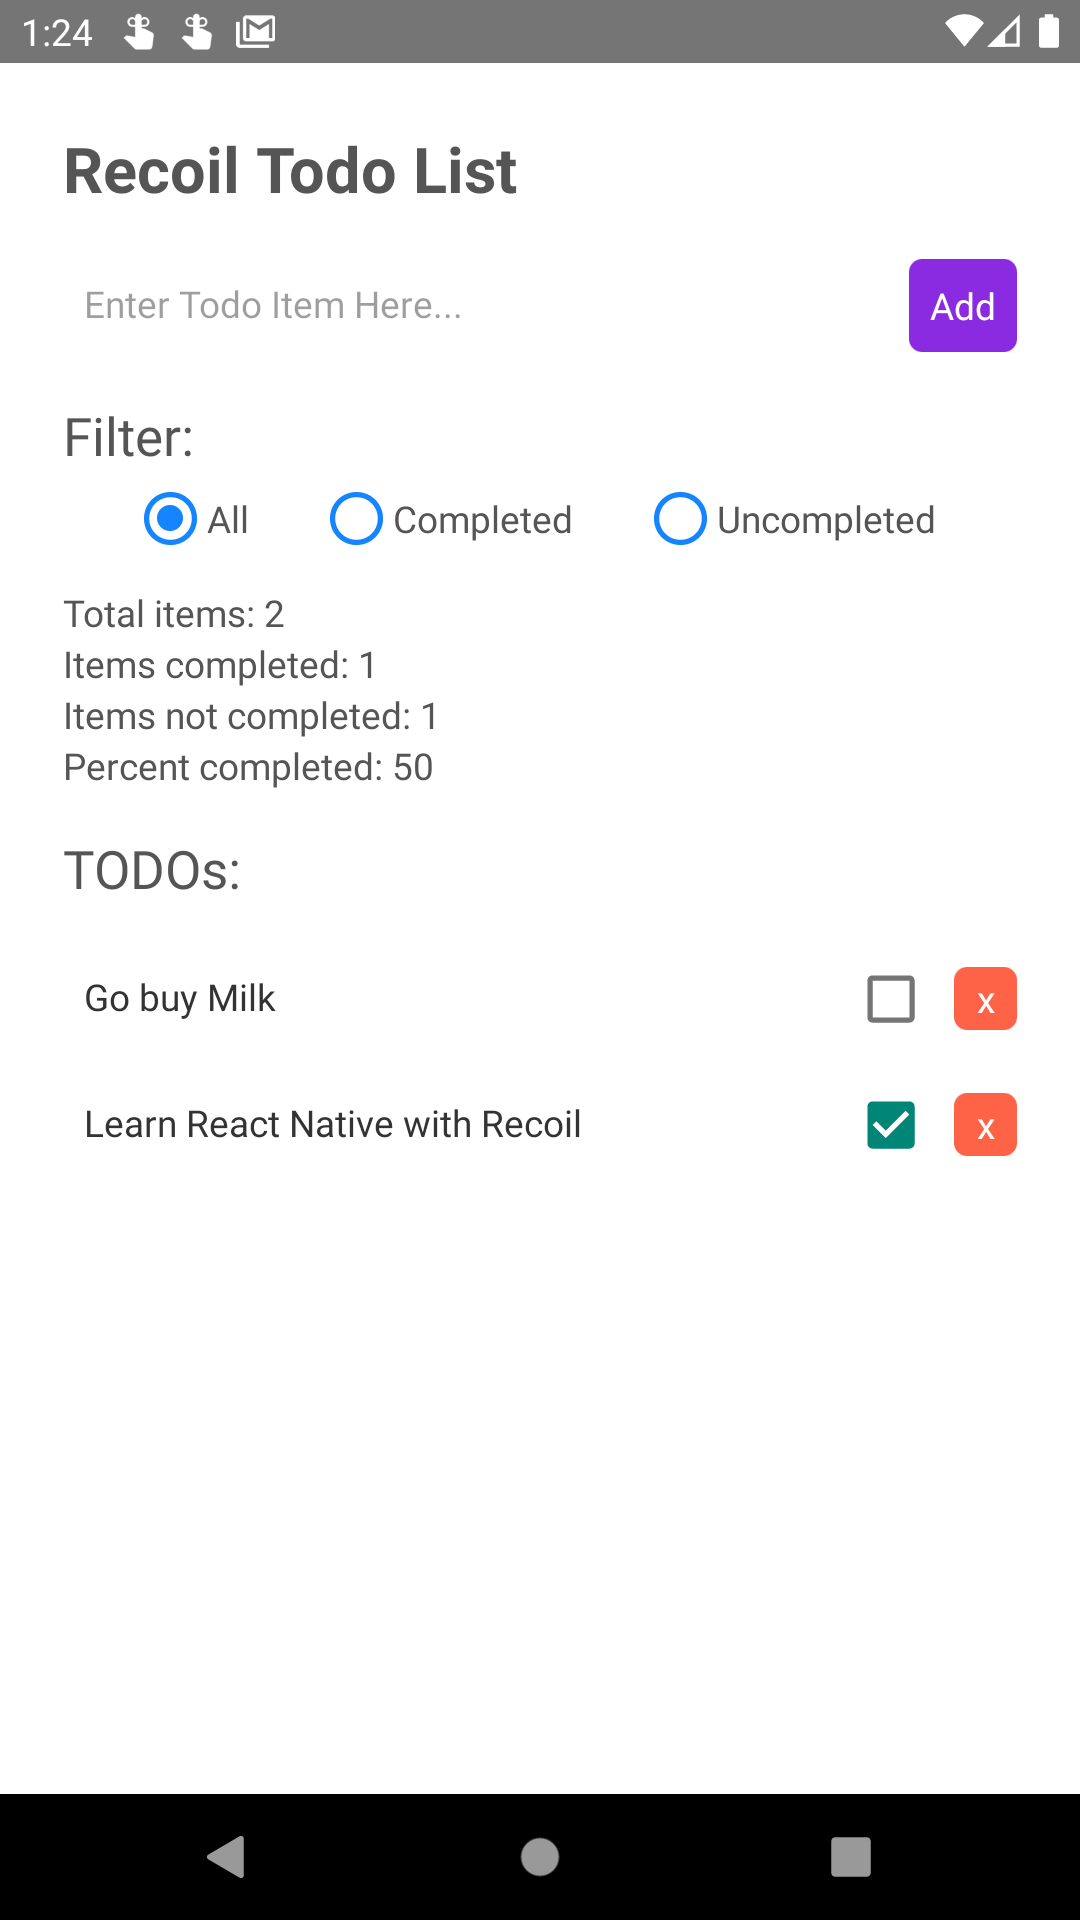 1:24
Recoil Todo List
Enter Todo Item Here...
Add
Filter:
All
Completed
Uncompleted
Total items: 2
Items completed: 1
Items not completed: 1
Percent completed: 50
TODOs:
Go buy Milk
x
Learn React Native with Recoil
x